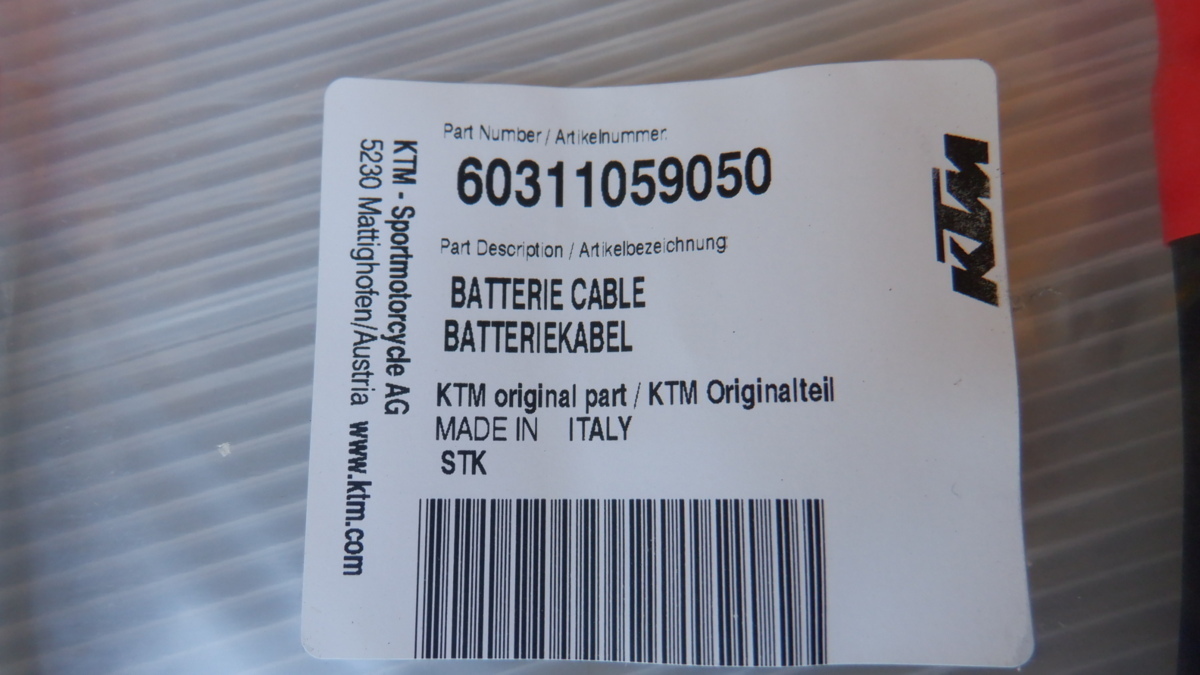 Part Number / Artikelnummer:
60311059050
Part Description / Artikelbezeichnung
BATTERIE CABLE
BATTERIEKABEL
KTM original part / KTM Originalteil
MADE IN ITALY
STK
KTM - Sportmotorcycle AG
5230 Mattighofen/Austria www.ktm.com
KTM